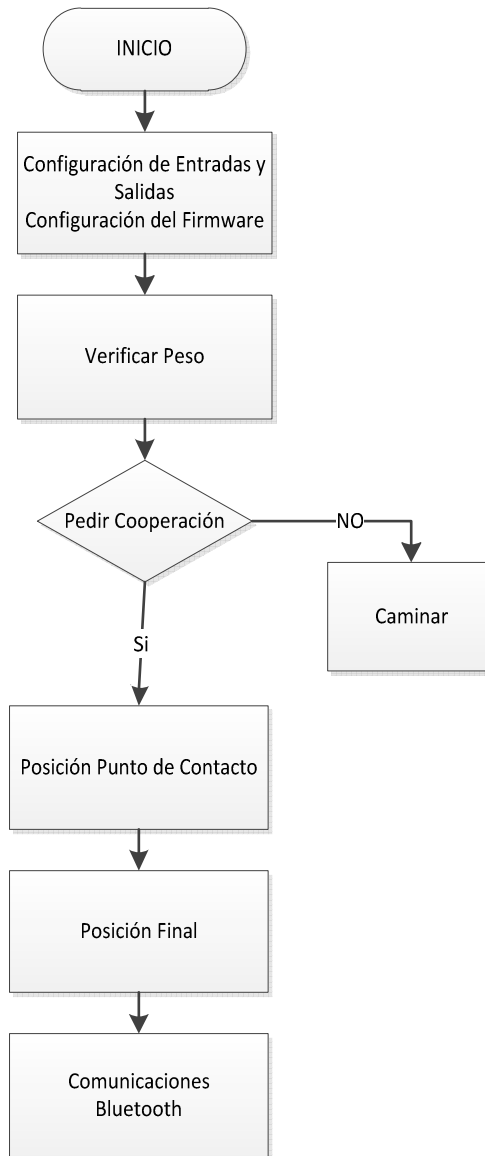 INICIO
Configuración de Entradas y
Salidas
Configuración del Firmware
Verificar Peso
Pedir Cooperación
NO
Caminar
Si
Posición Punto de Contacto
Posición Final
Comunicaciones
Bluetooth